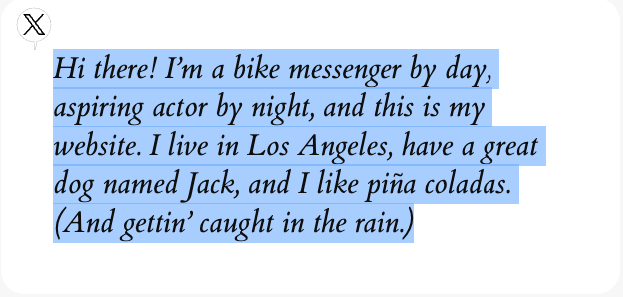 Hi there! I’m a bike messenger by day,
aspiring actor by night, and this is my
website. I live in Los Angeles, have a great
dog named Jack, and I like piña coladas.
(And gettin’ caught in the rain.)